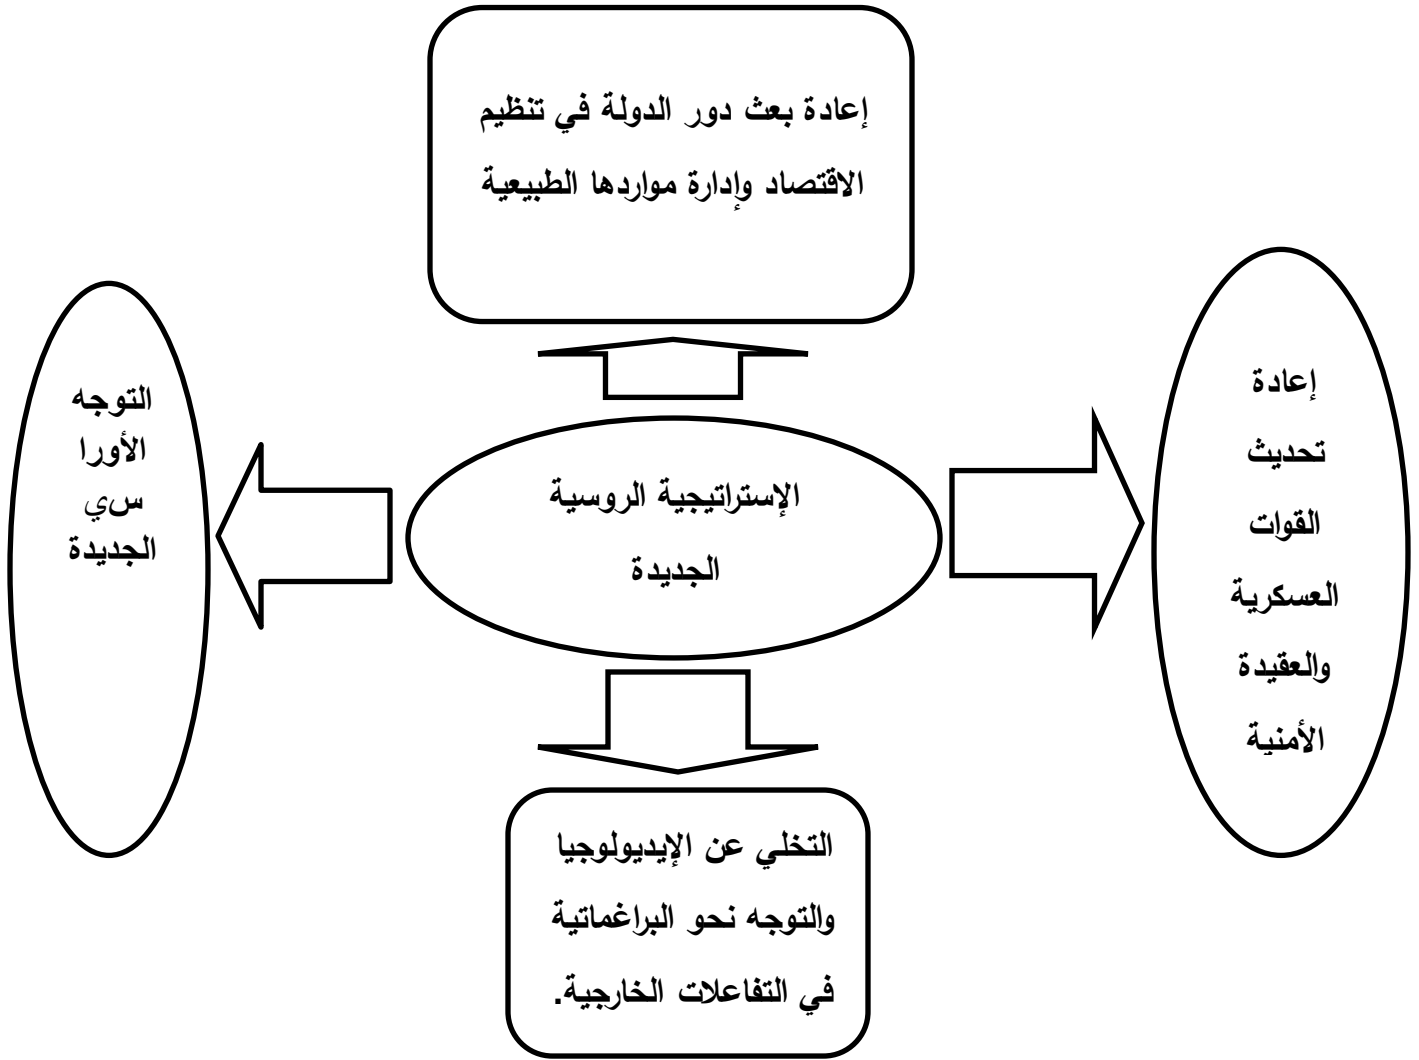 إعادة بعث دور الدولة في تنظيم
الاقتصاد وإدارة مواردها الطبيعية
إعادة
تحديث
القوات
العسكرية
والعقيدة
الأمنية
الإستراتيجية الروسية
الجديدة
التوجه
الأورا
سي
الجديدة
التخلي عن الإيديولوجيا
والتوجه نحو البراغماتية
في التفاعلات الخارجية.